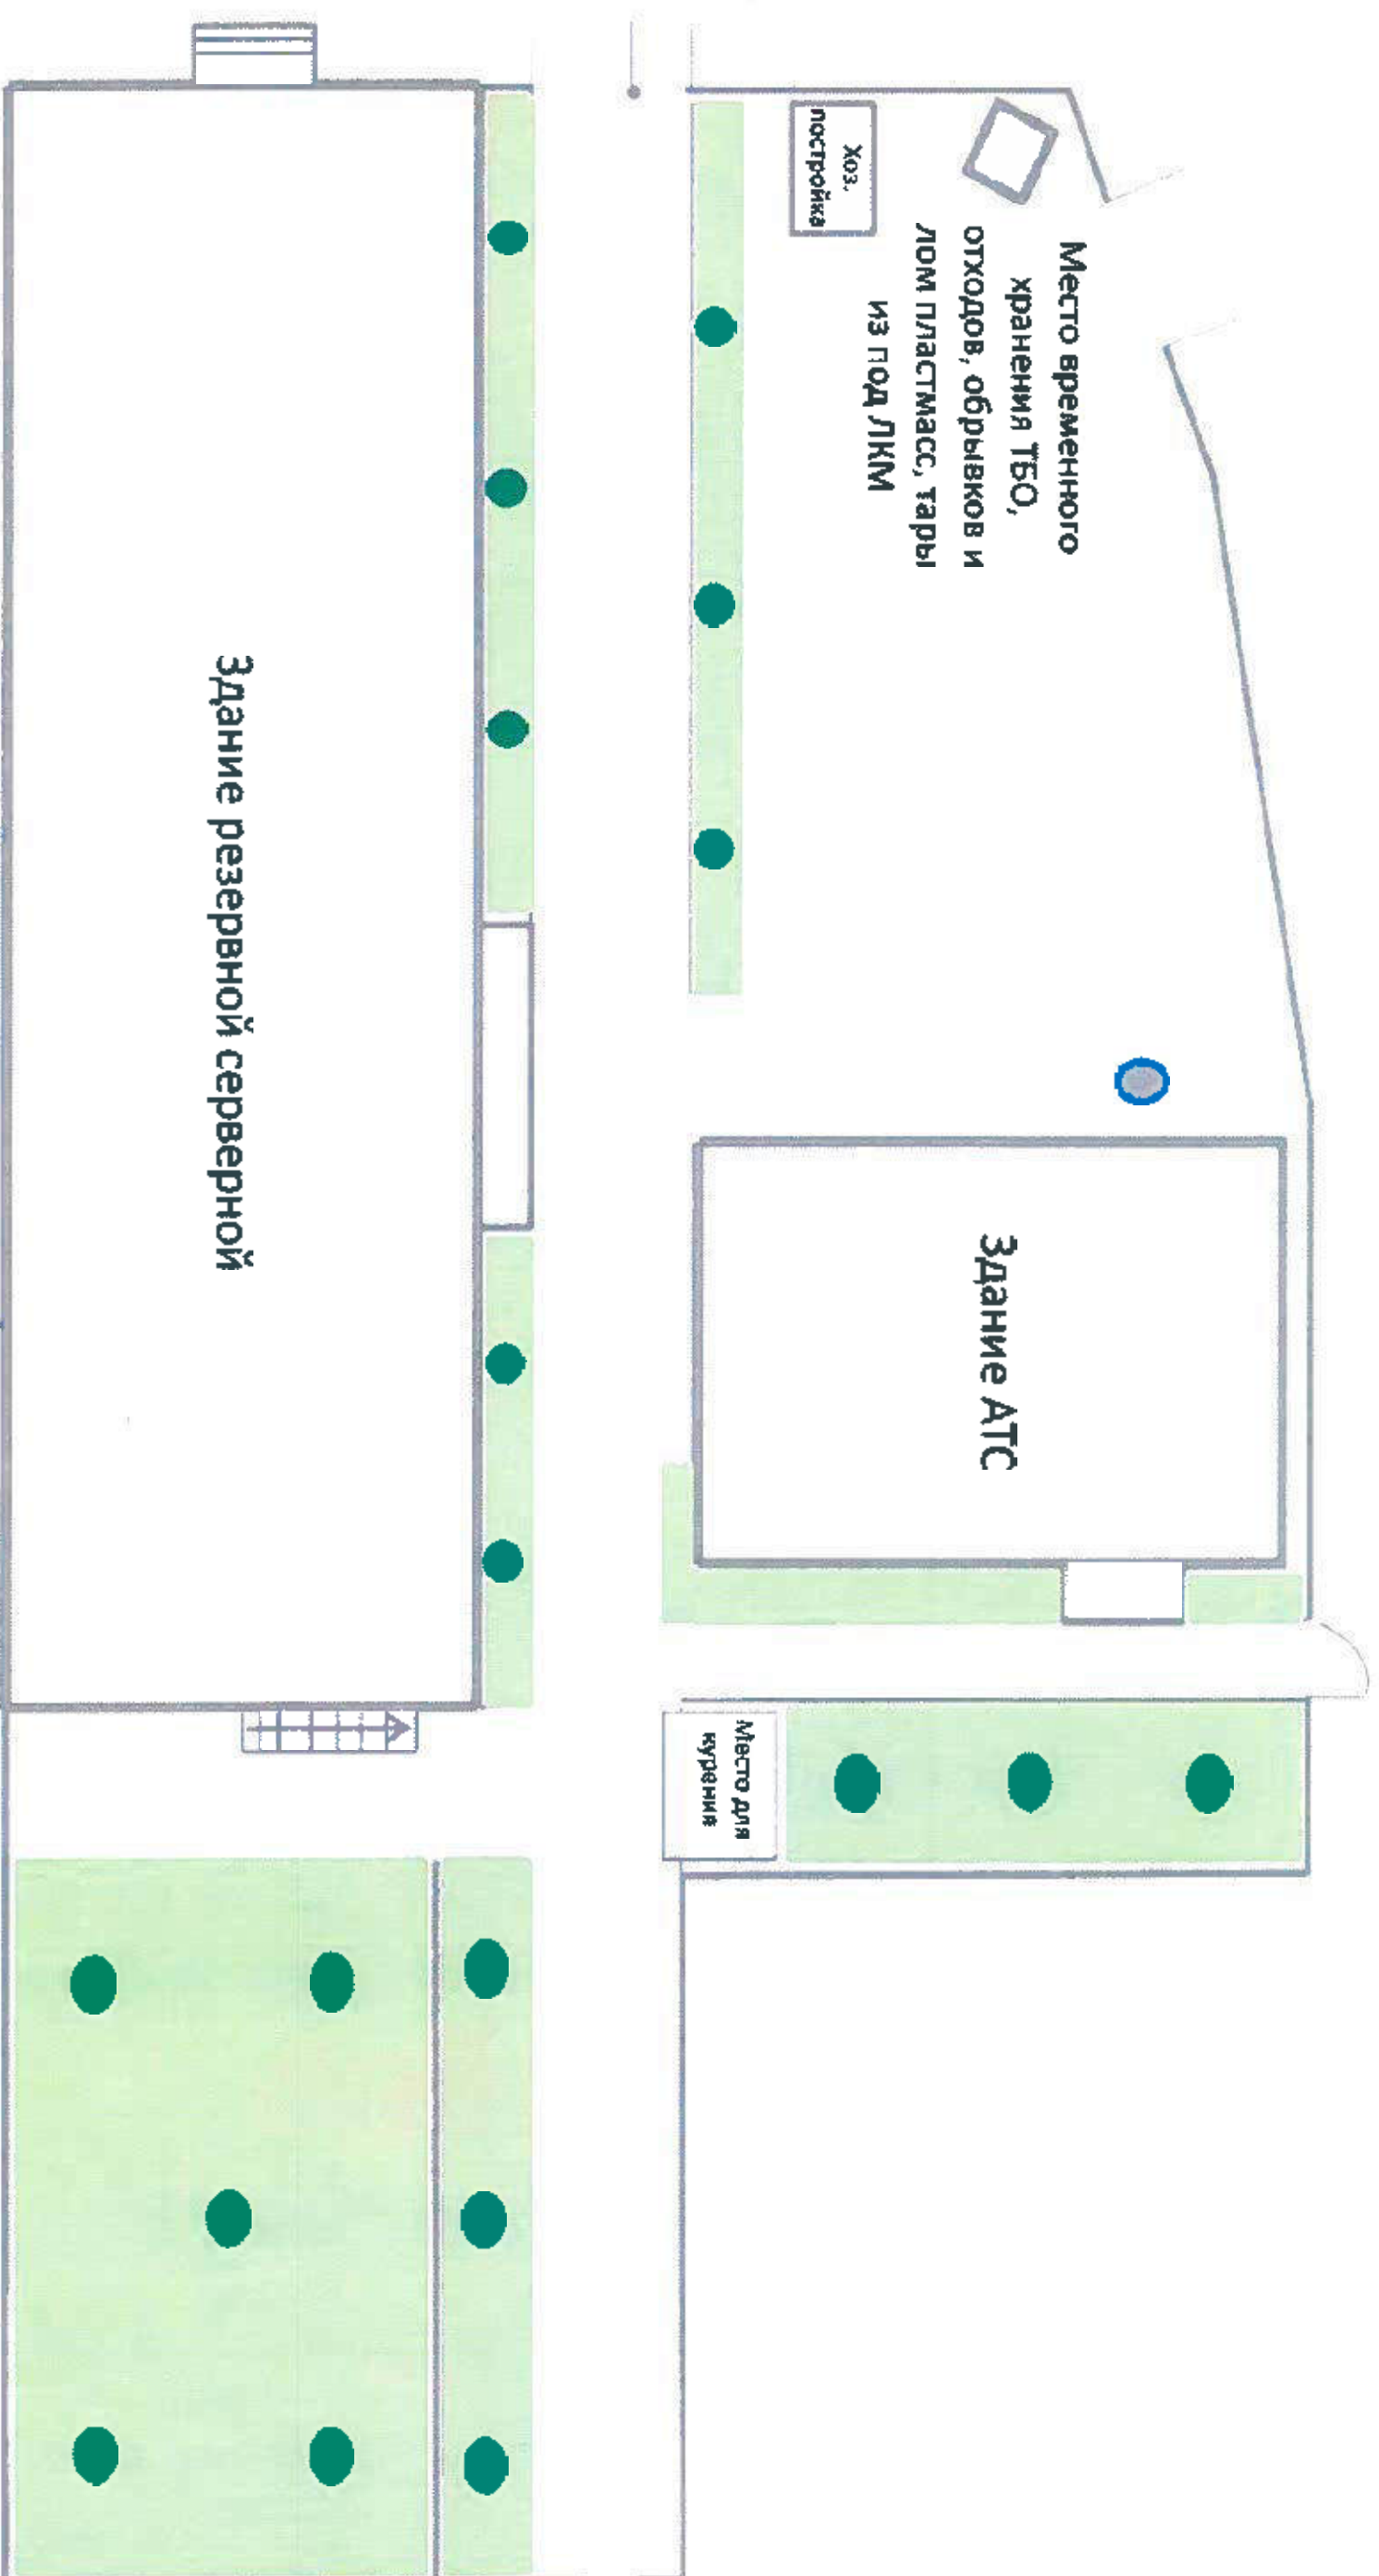 Хоз.
постройка
Место временного
хранения ТБО,
отходов, обрывков и
лом пластмасс, тары
из под ЛКМ
Здание резервной серверной
Здание АТС
Место для
курения